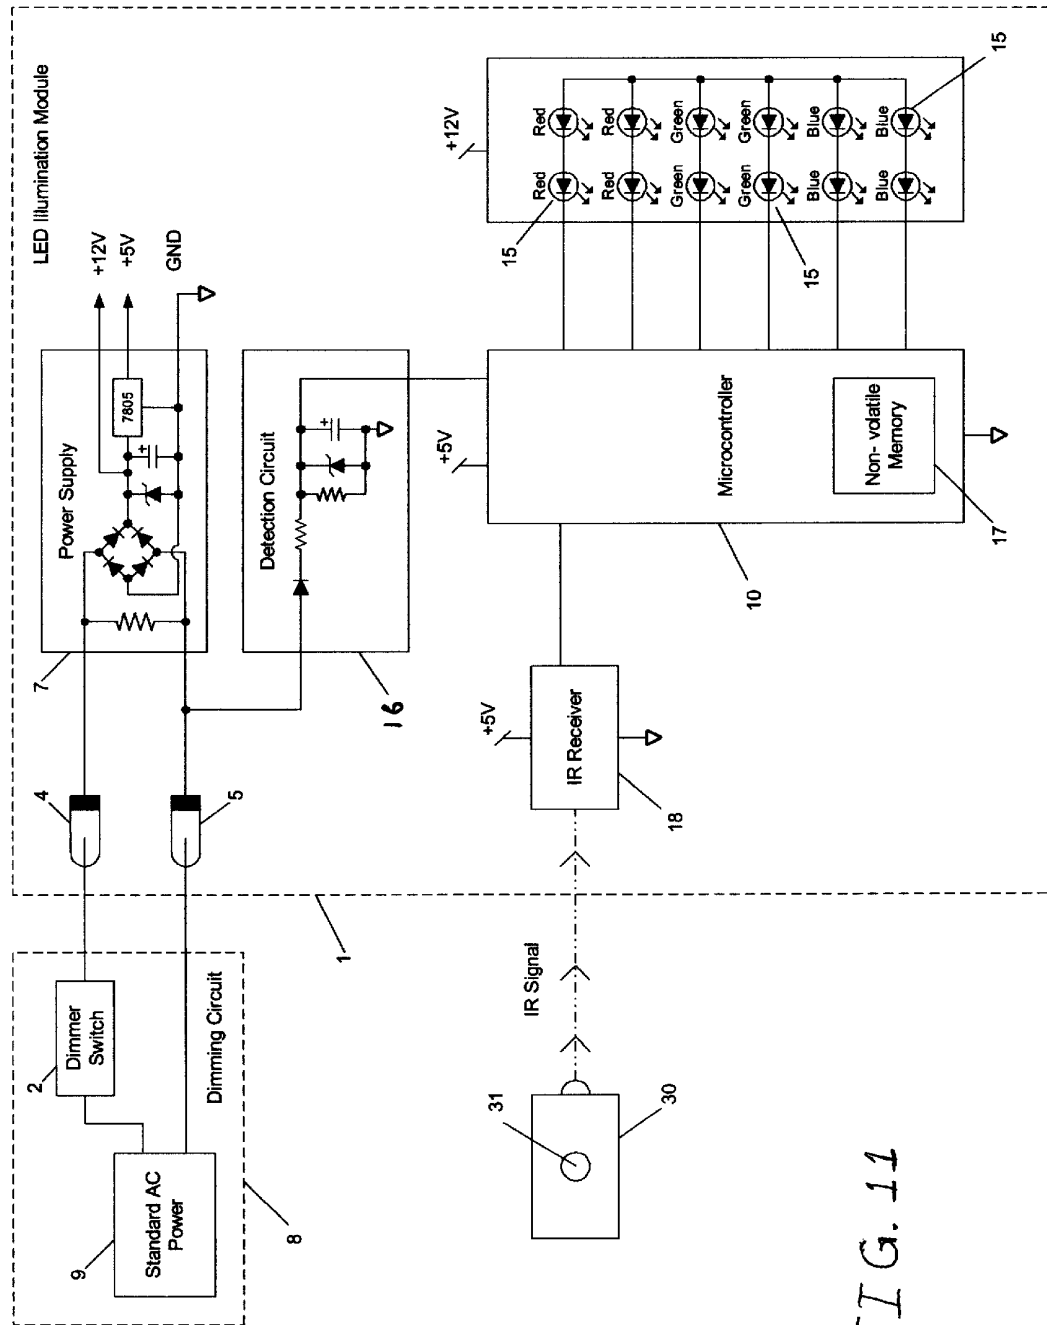 LED Illumination Module
Dimming Circuit
8
9
Standard AC
Power
2
Dimmer
Switch
1
4
5
7
Power Supply
7805
+
+12V
+5V
GND
16
Detection Circuit
+
31
30
IR Signal
+5V
IR Receiver
18
+5V
10
Microcontroller
Non- volatile
Memory
17
+12V
15
15
15
Red
Red
Red
Red
Green
Green
Green
Green
Blue
Blue
Blue
Blue
FIG. 11